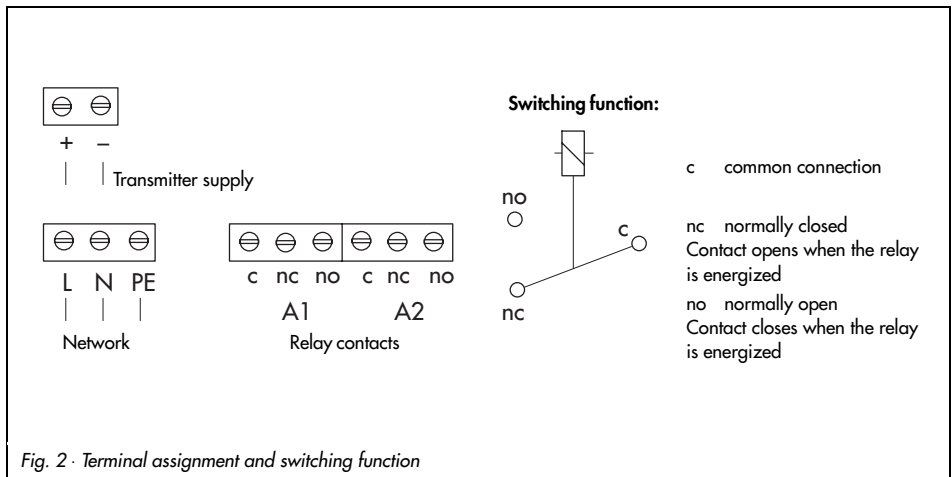 + –
Transmitter supply
L N PE
Network
c nc no c nc no
A1 A2
Relay contacts
Switching function:
no
c
nc
c common connection
nc normally closed
Contact opens when the relay
is energized
no normally open
Contact closes when the relay
is energized
Fig. 2 · Terminal assignment and switching function